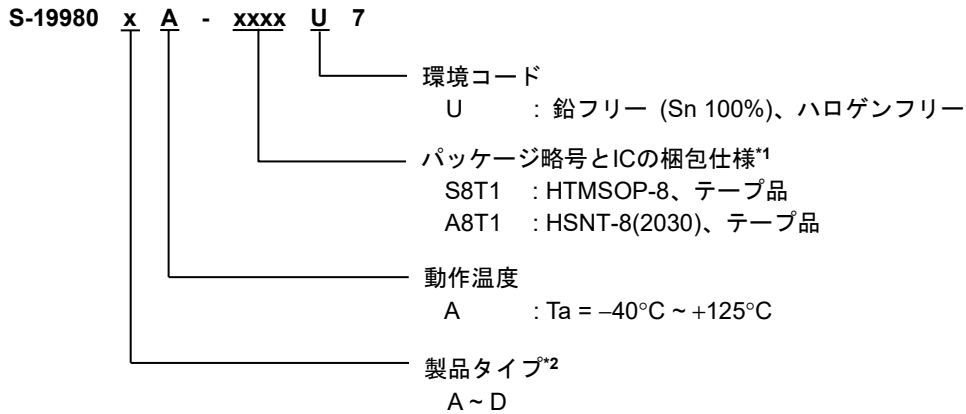 S-19980 x A - xxxx U 7
環境コード
U : 鉛フリー (Sn 100%)、ハロゲンフリー
パッケージ略号とICの梱包仕様*1
S8T1 : HTMSOP-8、テープ品
A8T1 : HSNT-8(2030)、テープ品
動作温度
A : Ta = −40°C ~ +125°C
製品タイプ*2
A ~ D